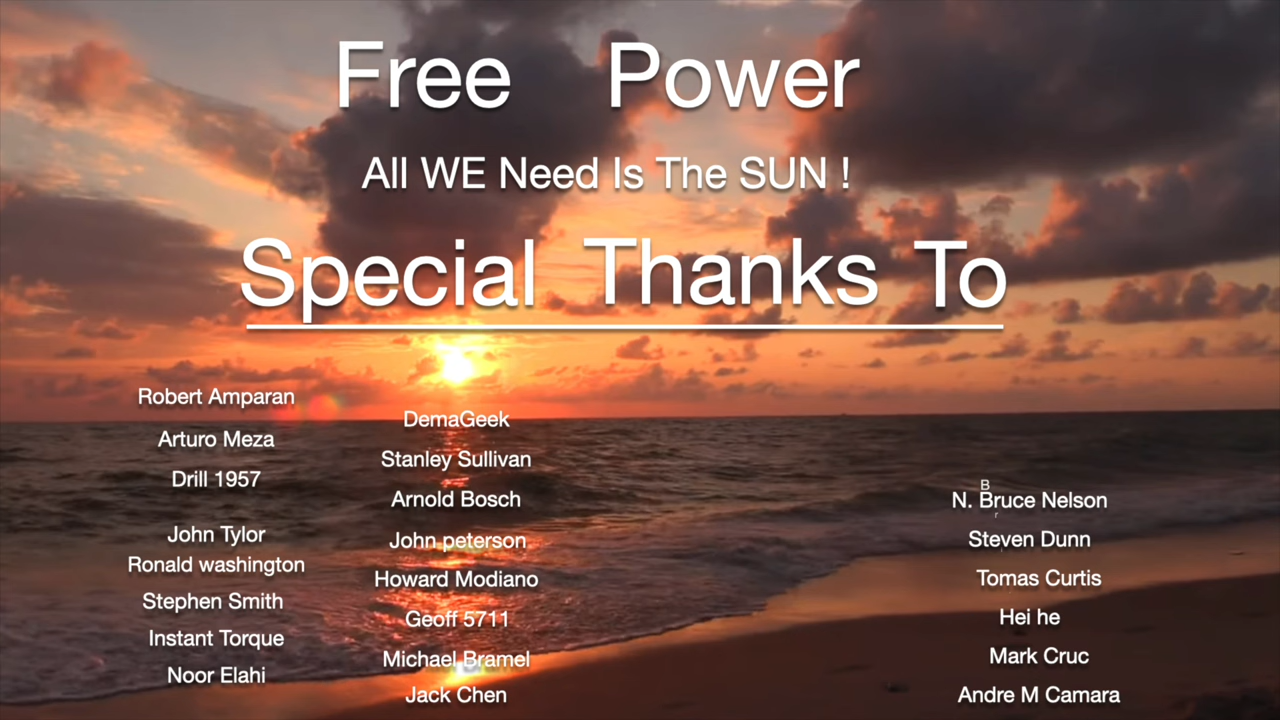 Free Power
All WE Need Is The SUN !
Special Thanks To
Robert Amparan
Arturo Meza
Drill 1957
John Tylor
Ronald washington
Stephen Smith
Instant Torque
Noor Elahi
DemaGeek
Stanley Sullivan
Arnold Bosch
John peterson
Howard Modiano
Geoff 5711
Michael Bramel
Jack Chen
B
N. Bruce Nelson
r
Steven Dunn
Tomas Curtis
Hei he
Mark Cruc
Andre M Camara